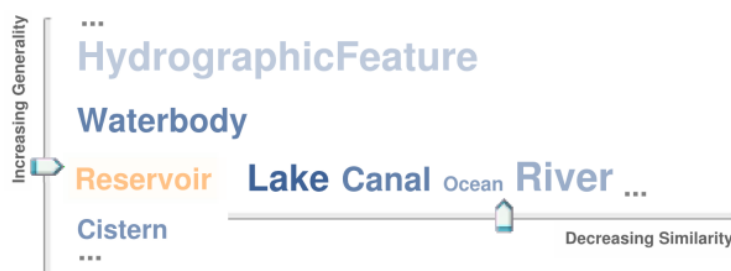 Increasing Generality
...
HydrographicFeature
Waterbody
Reservoir Lake Canal Ocean River ...
Cistern
...
Decreasing Similarity